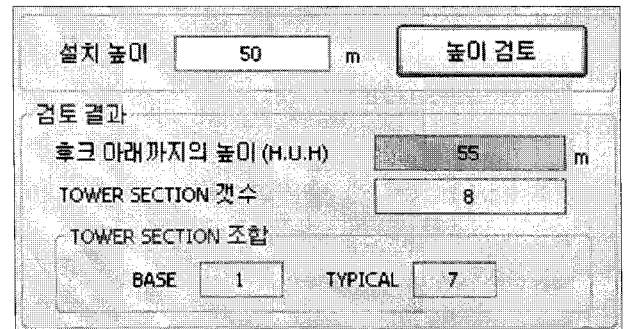 설치 높이 50 m 높이 검토
검토 결과
후크 아래까지의 높이 (H.U.H) 55 m
TOWER SECTION 갯수 8
TOWER SECTION 조합
BASE 1 TYPICAL 7